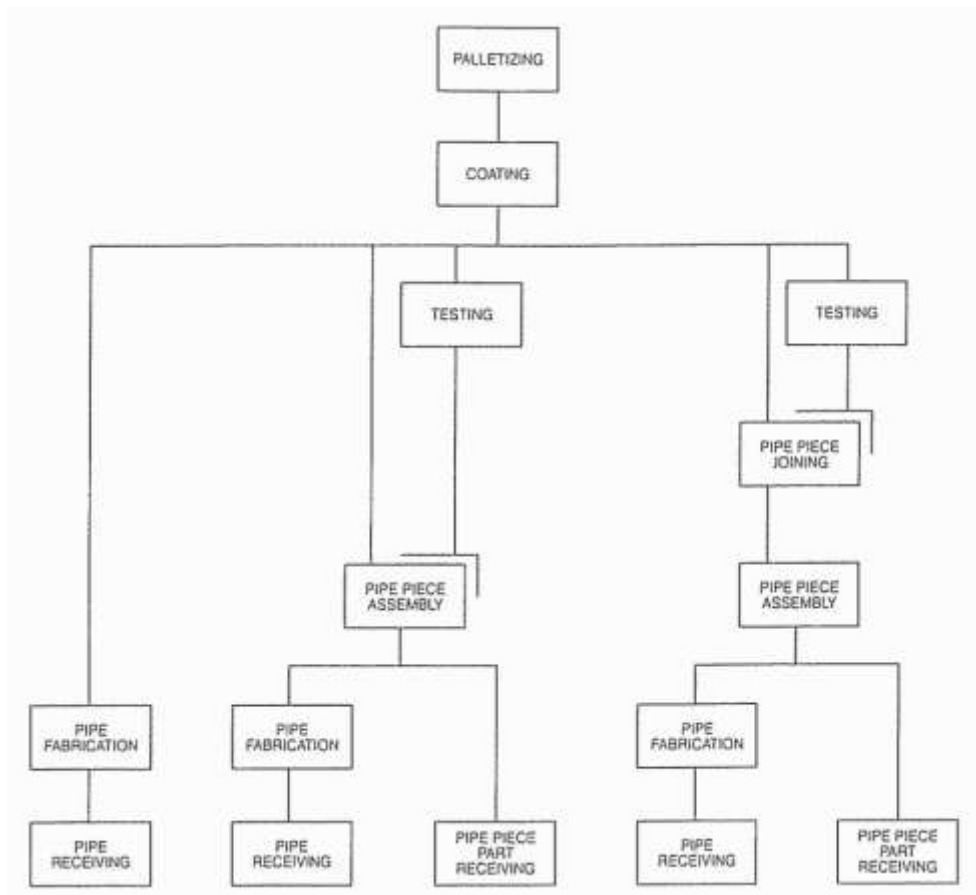 PALLETIZING
COATING
TESTING
TESTING
PIPE PIECE
JOINING
PIPE PIECE
ASSEMBLY
PIPE PIECE
ASSEMBLY
PIPE
FABRICATION
PIPE
FABRICATION
PIPE
FABRICATION
PIPE
RECEIVING
PIPE
RECEIVING
PIPE PIECE
PART
RECEIVING
PIPE
RECEIVING
PIPE PIECE
PART
RECEIVING